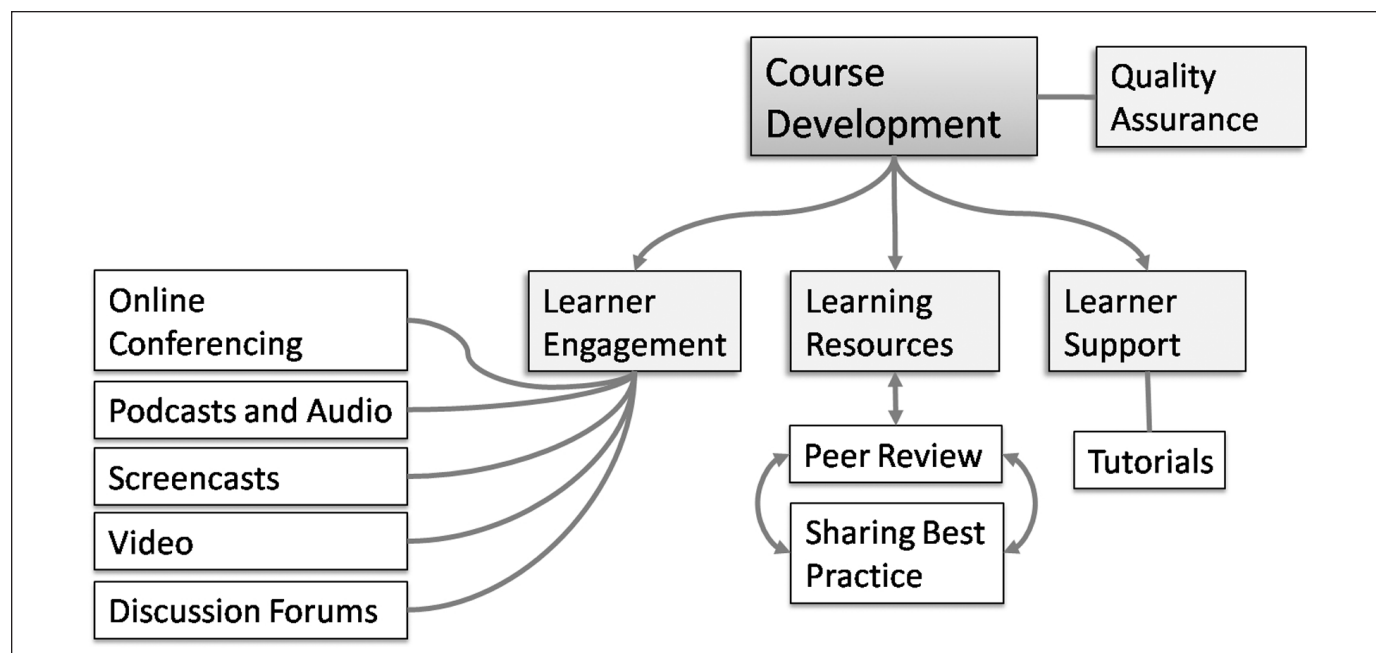 Course
Development
Quality
Assurance
Learner
Engagement
Learning
Resources
Learner
Support
Online
Conferencing
Podcasts and Audio
Screencasts
Video
Discussion Forums
Peer Review
Sharing Best
Practice
Tutorials